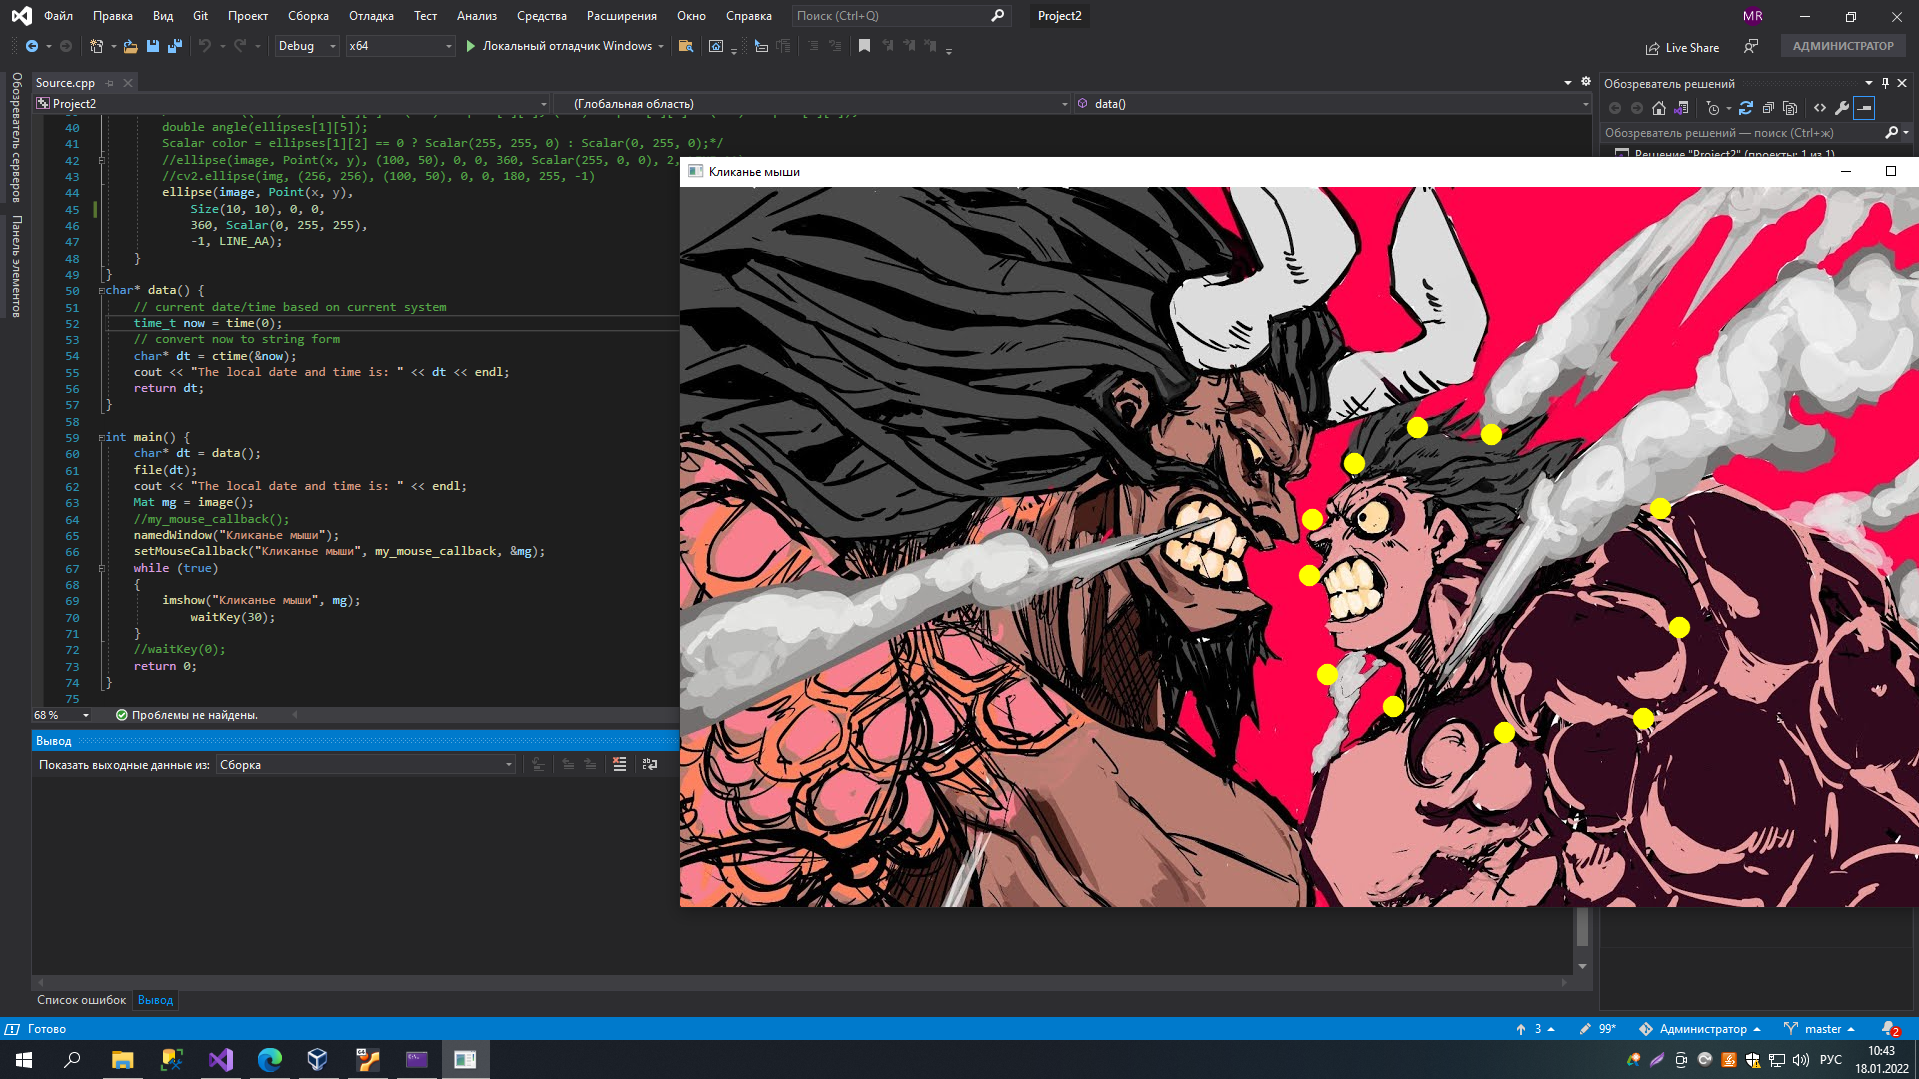 Файл Правка Вид Git Проект Сборка Отладка Тест Анализ Средства Расширения Окно Справка Поиск (Ctrl+Q) Project2 MR
Debug x64 Локальный отладчик Windows Live Share АДМИНИСТРАТОР
Обозреватель серверов
Панель элементов
Source.cpp
Project2 (Глобальная область) data()
40 double angle(ellipses[1][5]);
41 Scalar color = ellipses[1][2] == 0 ? Scalar(255, 255, 0) : Scalar(0, 255, 0);*/
42 //ellipse(image, Point(x, y), (100, 50), 0, 0, 360, Scalar(255, 0, 0), 2,
43 //cv2.ellipse(img, (256, 256), (100, 50), 0, 0, 180, 255, -1)
44 ellipse(image, Point(x, y),
45 Size(10, 10), 0, 0,
46 360, Scalar(0, 255, 255),
47 -1, LINE_AA);
48 }
49 }
50 char* data() {
51 // current date/time based on current system
52 time_t now = time(0);
53 // convert now to string form
54 char* dt = ctime(&now);
55 cout << "The local date and time is: " << dt << endl;
56 return dt;
57 }
58
59 int main() {
60 char* dt = data();
61 file(dt);
62 cout << "The local date and time is: " << endl;
63 Mat mg = image();
64 //my_mouse_callback();
65 namedWindow("Кликанье мыши");
66 setMouseCallback("Кликанье мыши", my_mouse_callback, &mg);
67 while (true)
68 {
69 imshow("Кликанье мыши", mg);
70 waitKey(30);
71 }
72 //waitKey(0);
73 return 0;
74 }
75
68 % Проблемы не найдены.
Вывод
Показать выходные данные из: Сборка
Список ошибок Вывод
Обозреватель решений
Обозреватель решений — поиск (Ctrl+ж)
Решение "Project2" (проекты: 1 из 1)
Кликанье мыши
Готово 3 99* Администратор master 2
РУС 10:43
18.01.2022